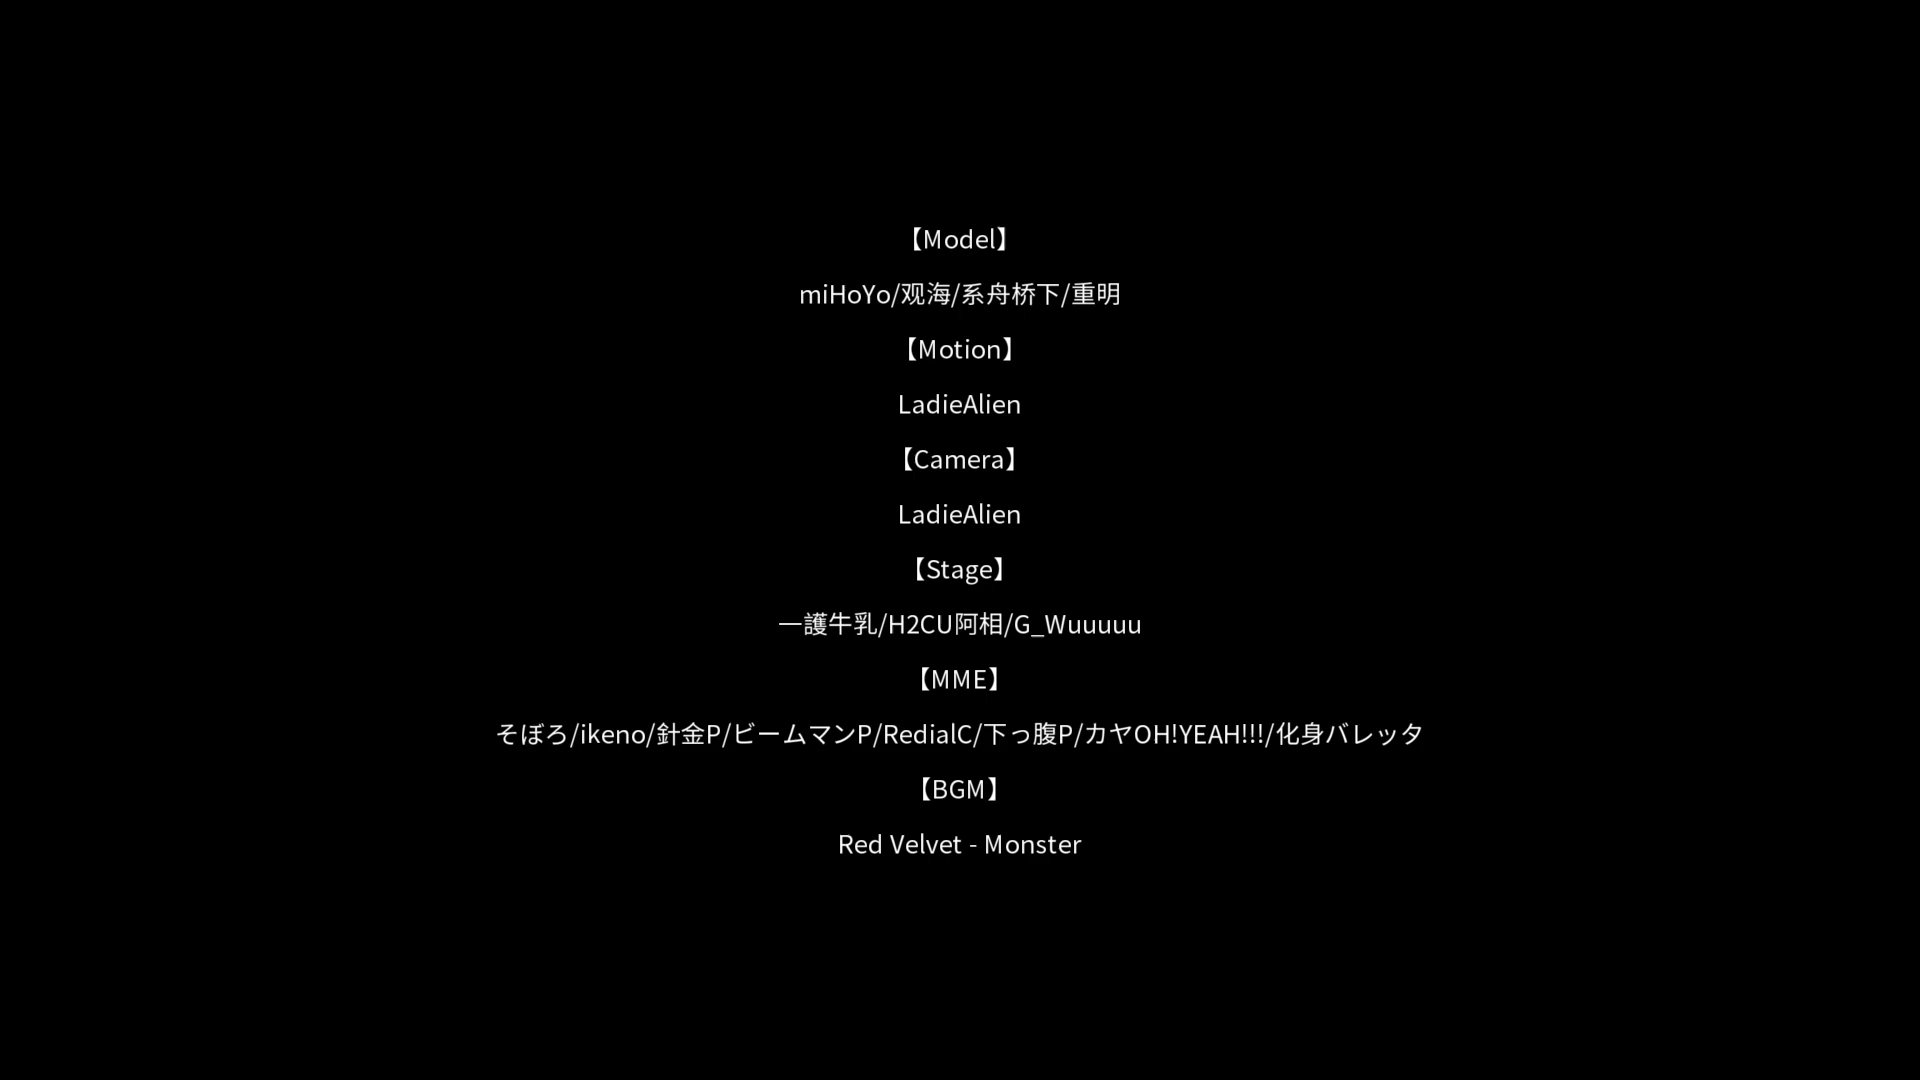 【Model】
miHoYo/观海/系舟桥下/重明
【Motion】
LadieAlien
【Camera】
LadieAlien
【Stage】
一護牛乳/H2CU阿相/G_Wuuuuu
【MME】
そぼろ/ikeno/針金P/ビームマンP/RedialC/下っ腹P/カヤOH!YEAH!!!/化身バレッタ
【BGM】
Red Velvet - Monster